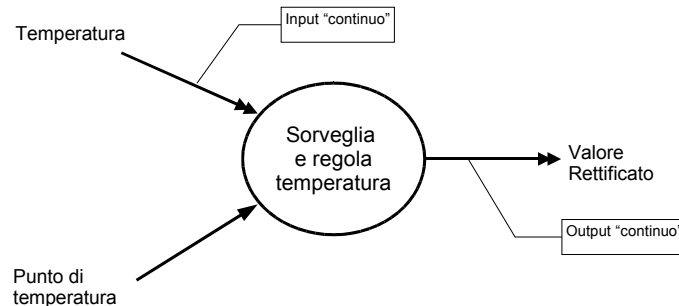 Input “continuo”
Temperatura
Sorveglia
e regola
temperatura
Valore
Rettificato
Output “continuo”
Punto di
temperatura